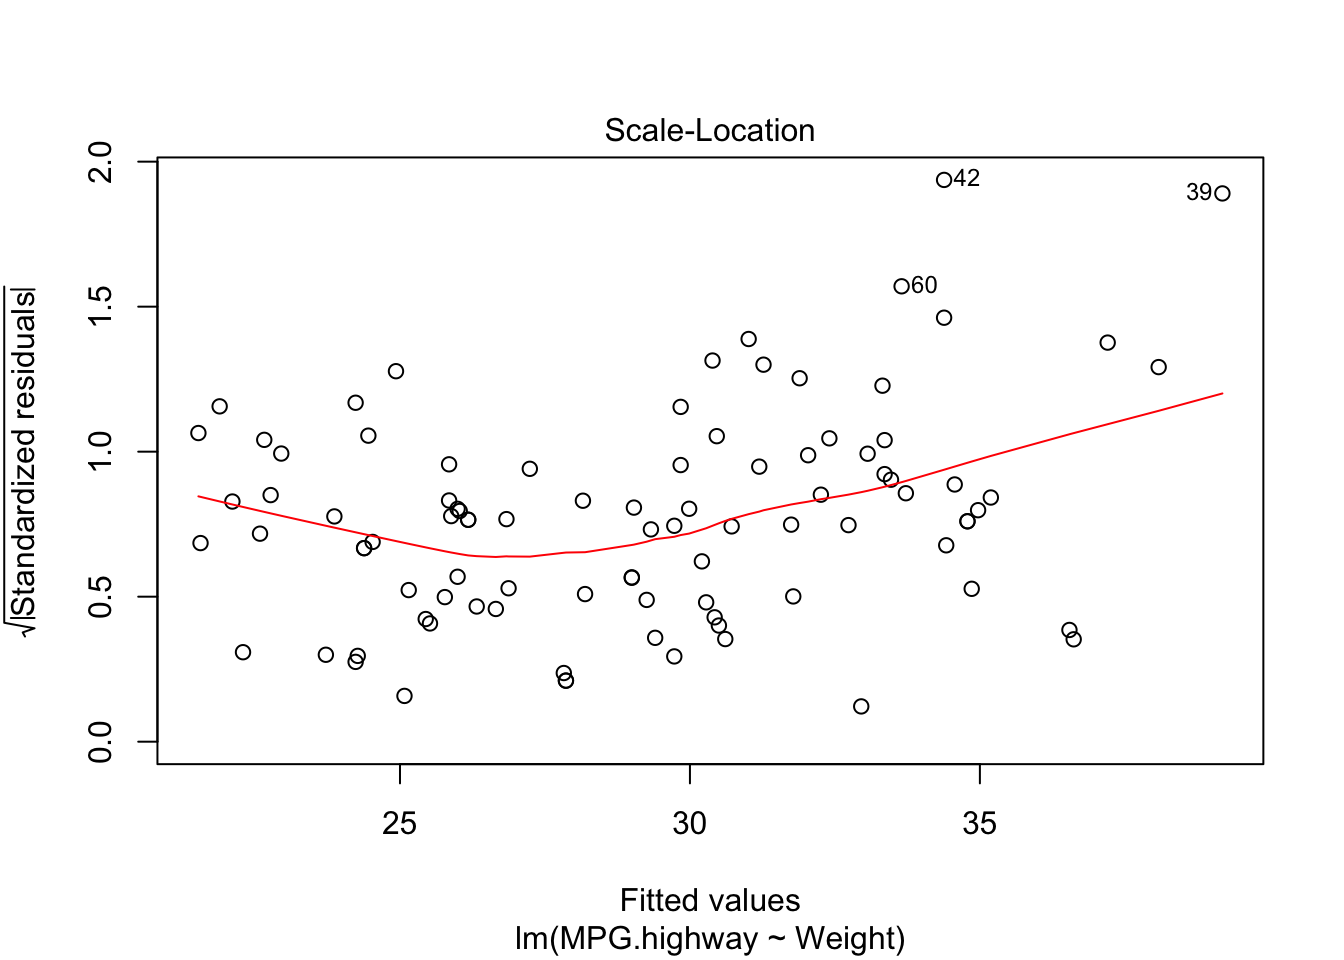 Scale-Location
√|Standardized residuals|
2.0
1.5
1.0
0.5
0.0
42
39
60
25 30 35
Fitted values
lm(MPG.highway ~ Weight)